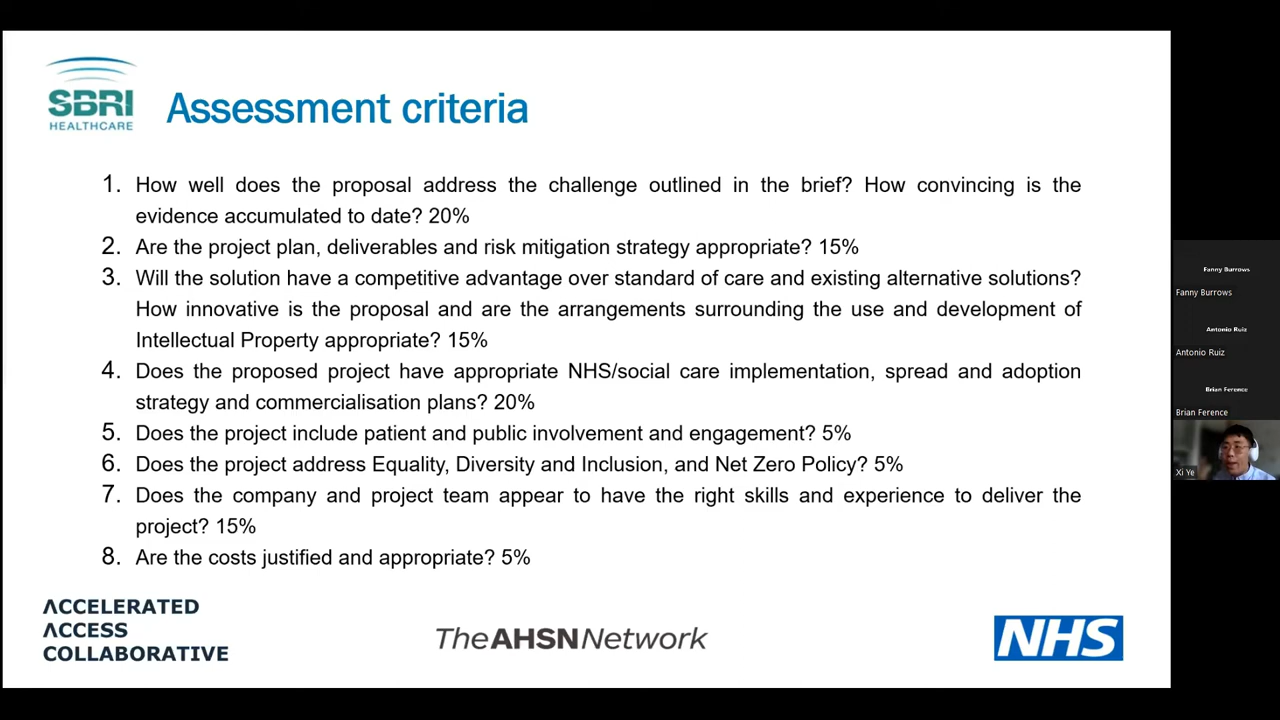 SBRI
HEALTHCARE
Assessment criteria
1. How well does the proposal address the challenge outlined in the brief? How convincing is the
evidence accumulated to date? 20%
2. Are the project plan, deliverables and risk mitigation strategy appropriate? 15%
3. Will the solution have a competitive advantage over standard of care and existing alternative solutions?
How innovative is the proposal and are the arrangements surrounding the use and development of
Intellectual Property appropriate? 15%
4. Does the proposed project have appropriate NHS/social care implementation, spread and adoption
strategy and commercialisation plans? 20%
5. Does the project include patient and public involvement and engagement? 5%
6. Does the project address Equality, Diversity and Inclusion, and Net Zero Policy? 5%
7. Does the company and project team appear to have the right skills and experience to deliver the
project? 15%
8. Are the costs justified and appropriate? 5%
ACCELERATED
ACCESS
COLLABORATIVE
The AHSN Network
NHS
Fanny Burrows
Fanny Burrows
Antonio Ruiz
Antonio Ruiz
Brian Ference
Brian Ference
Xi Ye